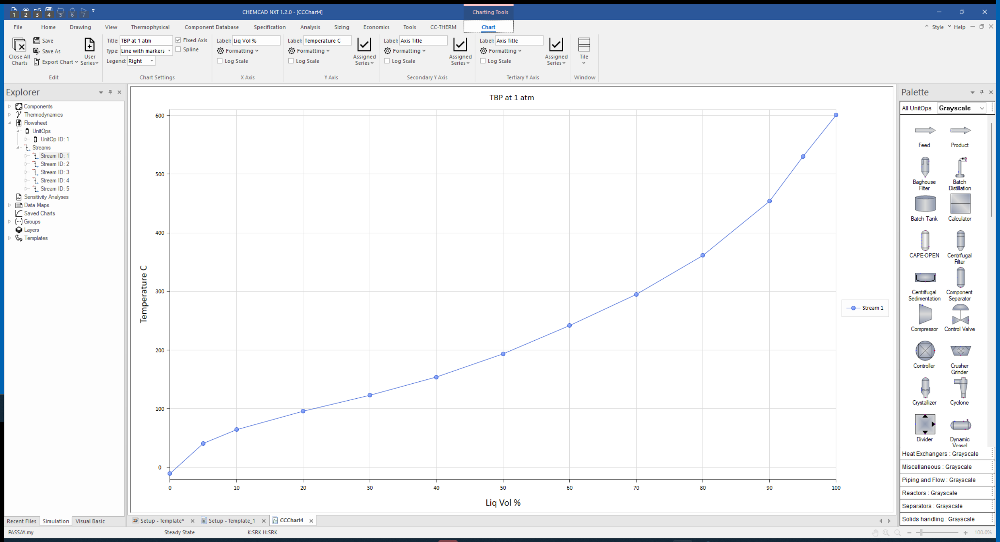 1 2 3 4 5 6 7
CHEMCAD NXT 1.2.0 - [CCChart4]
Charting Tools
File Home Drawing View Thermophysical Component Database Specification Analysis Sizing Economics Tools CC-THERM Chart
Style Help
Close All Charts
Save
Save As
Export Chart
User Series
Edit
Title: TBP at 1 atm
Type: Line with markers
Legend: Right
Fixed Axis
Spline
Chart Settings
Label: Liq Vol %
Formatting
Log Scale
X Axis
Label: Temperature C
Formatting
Log Scale
Assigned Series
Y Axis
Label: Axis Title
Formatting
Log Scale
Assigned Series
Secondary Y Axis
Label: Axis Title
Formatting
Log Scale
Assigned Series
Tertiary Y Axis
Tile
Window
Explorer
Components
Thermodynamics
Flowsheet
UnitOps
UnitOp ID: 1
Streams
Stream ID: 1
Stream ID: 2
Stream ID: 3
Stream ID: 4
Stream ID: 5
Sensitivity Analyses
Data Maps
Saved Charts
Groups
Layers
Templates
Recent Files Simulation Visual Basic
TBP at 1 atm
600
500
400
300
200
100
0
Temperature C
0 10 20 30 40 50 60 70 80 90 100
Liq Vol %
Stream 1
Setup - Template*
Setup - Template_1
CCChart4
Palette
All UnitOps Grayscale
Feed
Product
Baghouse Filter
Batch Distillation
Batch Tank
Calculator
CAPE-OPEN
Centrifugal Filter
Centrifugal Sedimentation
Component Separator
Compressor
Control Valve
Controller
Crusher Grinder
Crystallizer
Cyclone
Divider
Dynamic Vessel
Heat Exchangers : Grayscale
Miscellaneous : Grayscale
Piping and Flow : Grayscale
Reactors : Grayscale
Separators : Grayscale
Solids handling : Grayscale
PASSAY.my
Steady State
K:SRK H:SRK
100.0%